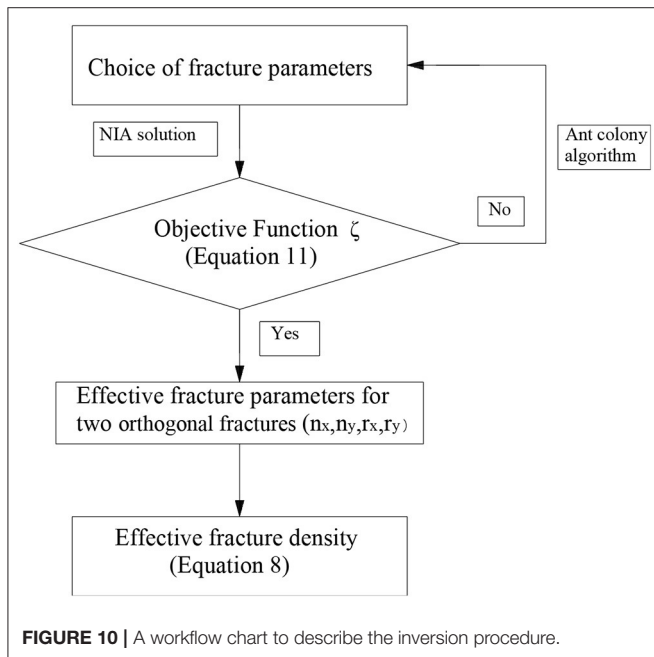 Choice of fracture parameters
NIA solution
Ant colony
algorithm
Objective Function ζ
(Equation 11)
No
Yes
Effective fracture parameters for
two orthogonal fractures (nx,ny,rx,ry)
Effective fracture density
(Equation 8)
FIGURE 10 | A workflow chart to describe the inversion procedure.